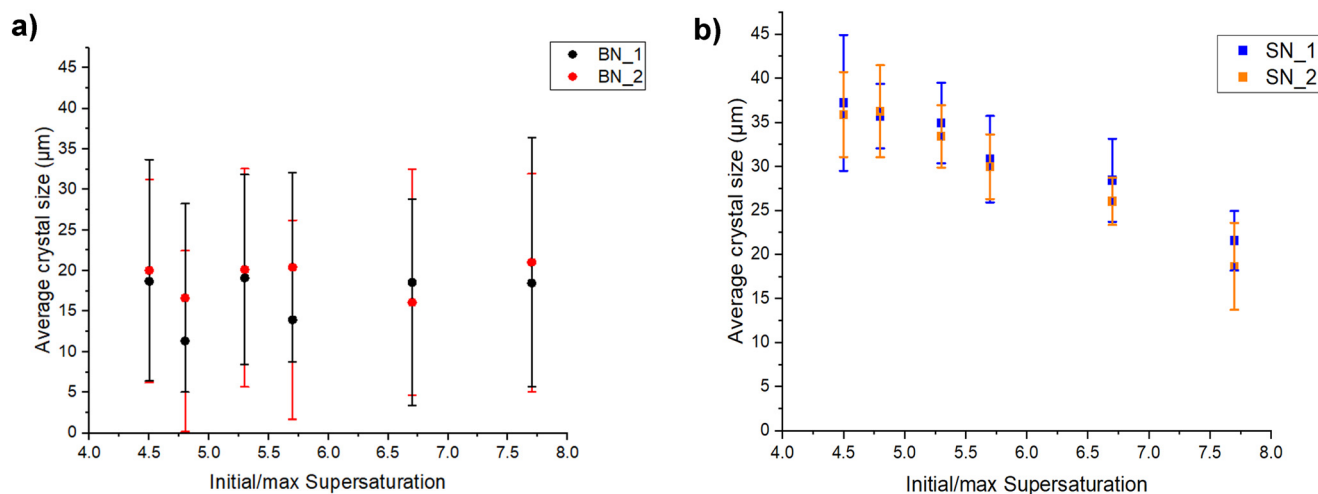 a)
BN_1
BN_2
Average crystal size (µm)
45
40
35
30
25
20
15
10
5
0
4.0 4.5 5.0 5.5 6.0 6.5 7.0 7.5 8.0
Initial/max Supersaturation
b)
SN_1
SN_2
Average crystal size (µm)
45
40
35
30
25
20
15
10
5
0
4.0 4.5 5.0 5.5 6.0 6.5 7.0 7.5 8.0
Initial/max Supersaturation